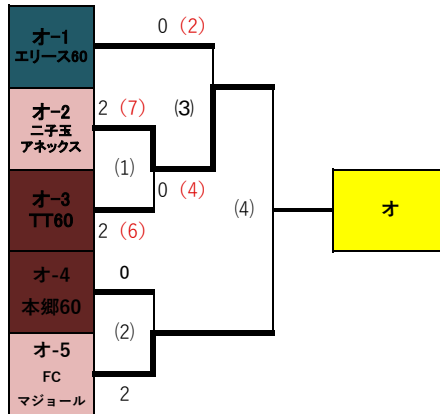 オ-1
エリース60
0 (2)
オ-2
二子玉
アネックス
2 (7)
(3)
(1)
オ-3
TT60
0 (4)
2 (6)
(4)
オ
オ-4
本郷60
0
(2)
オ-5
FC
マジョール
2